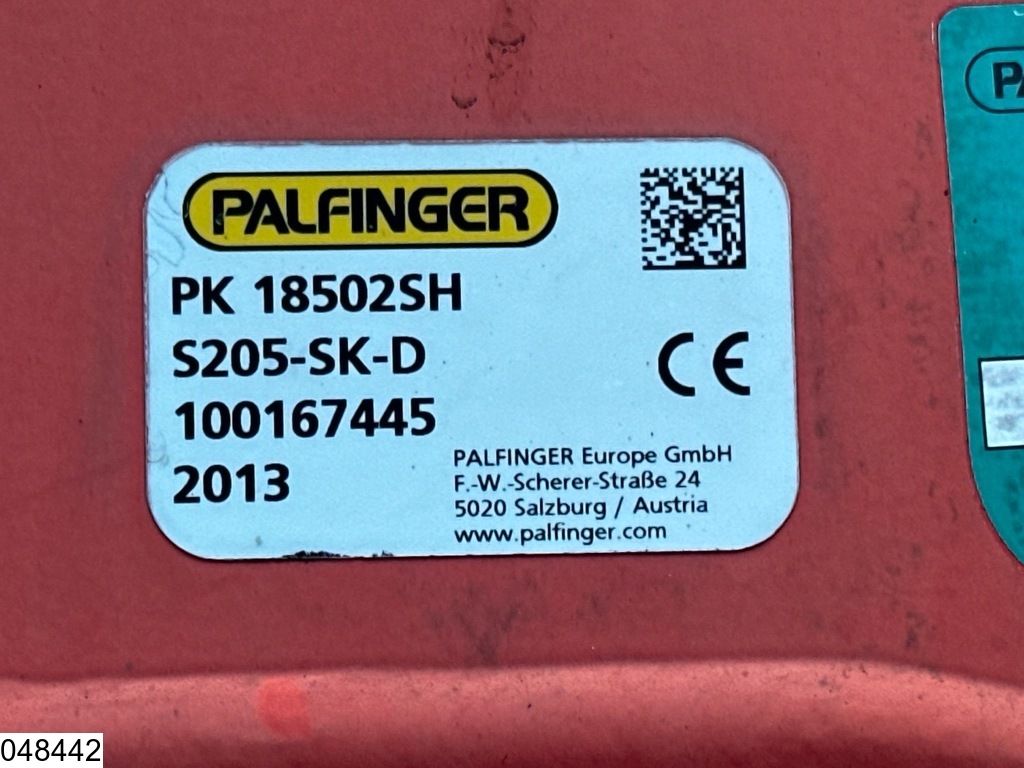 PALFINGER
PK 18502SH
S205-SK-D
100167445
2013
CE
PALFINGER Europe GmbH
F.-W.-Scherer-Straße 24
5020 Salzburg / Austria
www.palfinger.com
PA
048442